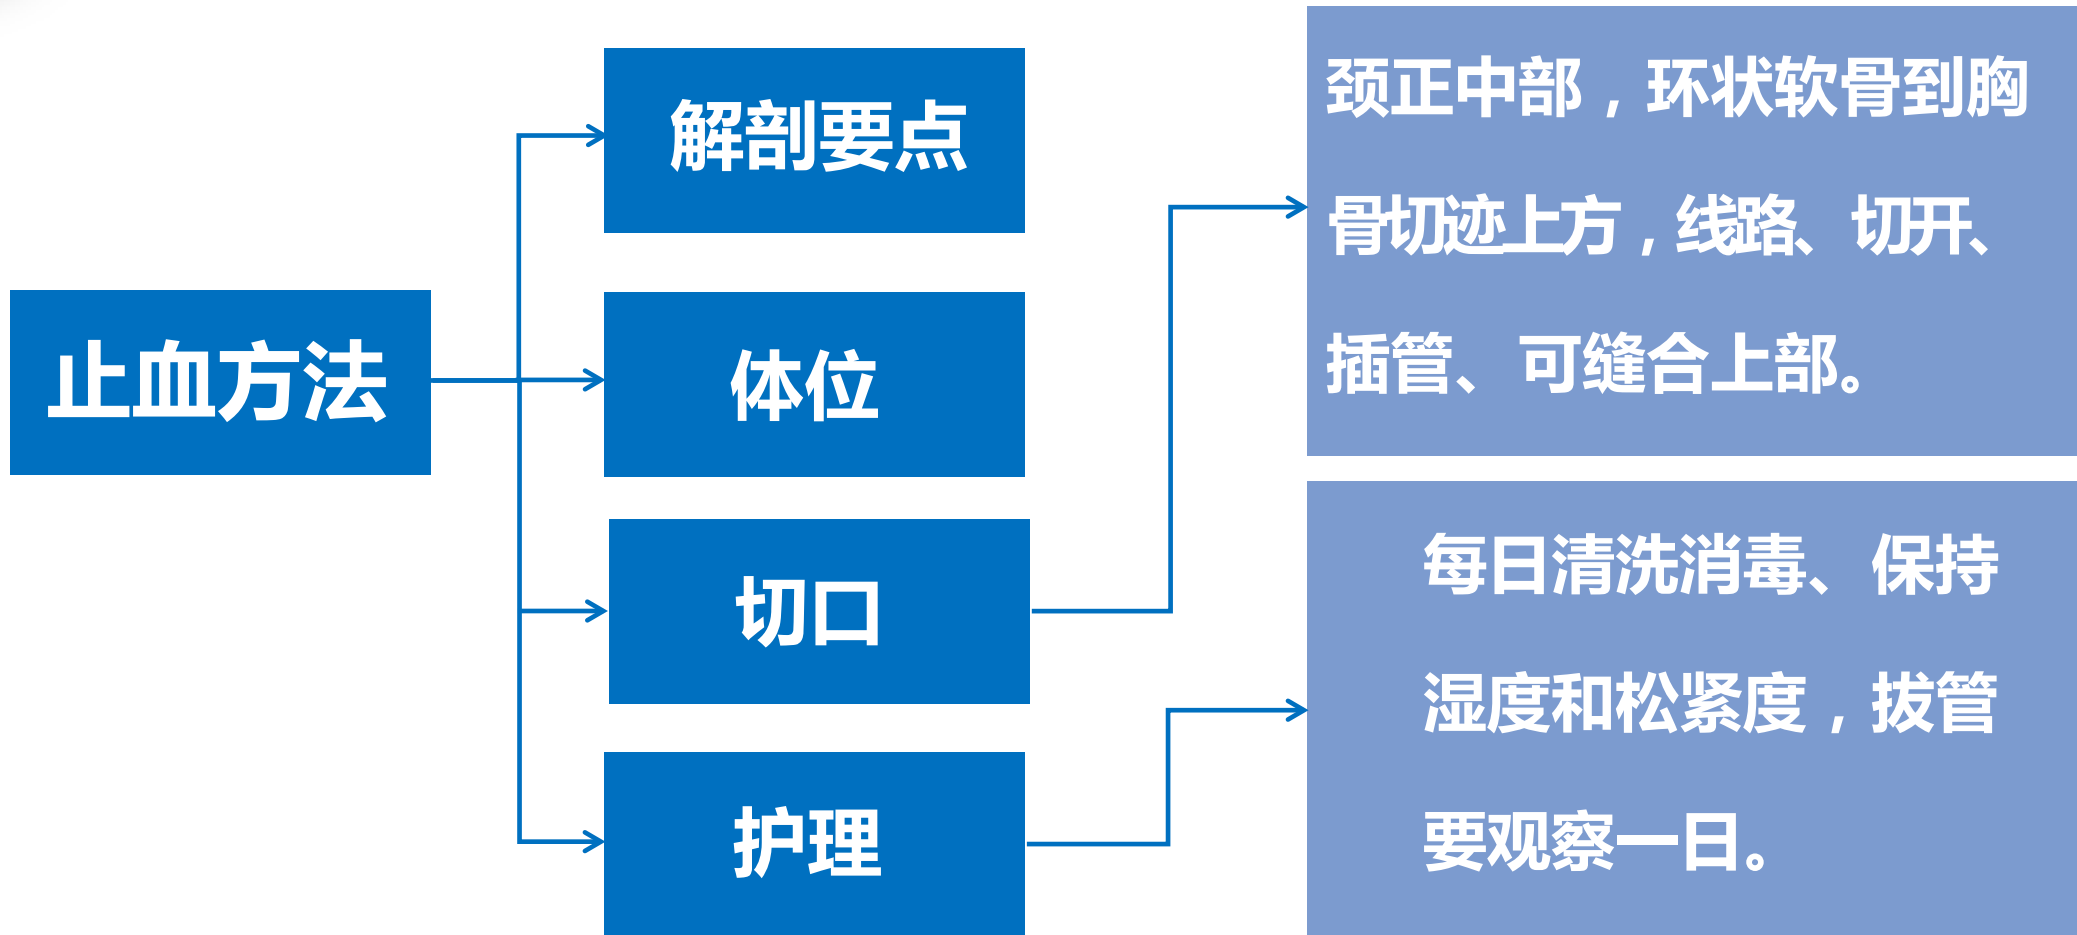 止血方法
解剖要点
体位
切口
护理
颈正中部，环状软骨到胸
骨切迹上方，线路、切开、
插管、可缝合上部。
每日清洗消毒、保持
湿度和松紧度，拔管
要观察一日。